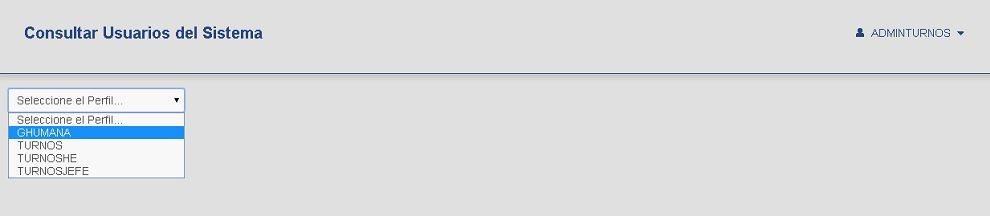 Consultar Usuarios del Sistema
ADMINTURNOS
Seleccione el Perfil...
Seleccione el Perfil...
GHUMANA
TURNOS
TURNOSHE
TURNOSJEFE